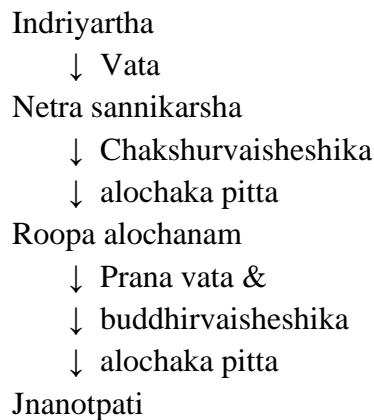 Indriyartha
↓ Vata
Netra sannikarsha
↓ Chakshurvaisheshika
↓ alochaka pitta
Roopa alochanam
↓ Prana vata &
↓ buddhirvaisheshika
↓ alochaka pitta
Jnanotpati